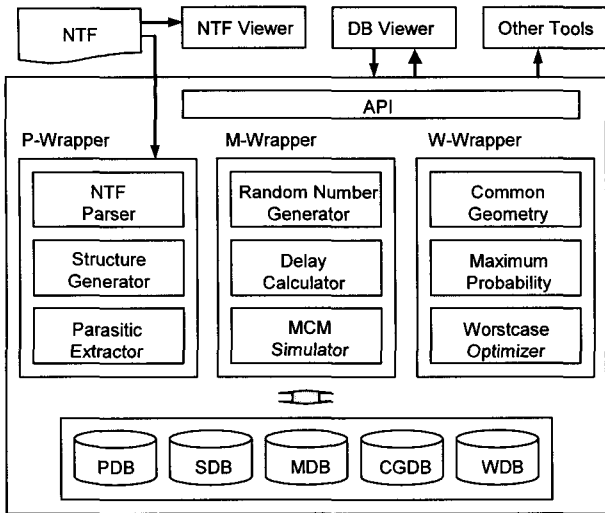 NTF
NTF Viewer
DB Viewer
Other Tools
API
P-Wrapper
M-Wrapper
W-Wrapper
NTF
Parser
Structure
Generator
Parasitic
Extractor
Random Number
Generator
Delay
Calculator
MCM
Simulator
Common
Geometry
Maximum
Probability
Worstcase
Optimizer
PDB
SDB
MDB
CGDB
WDB